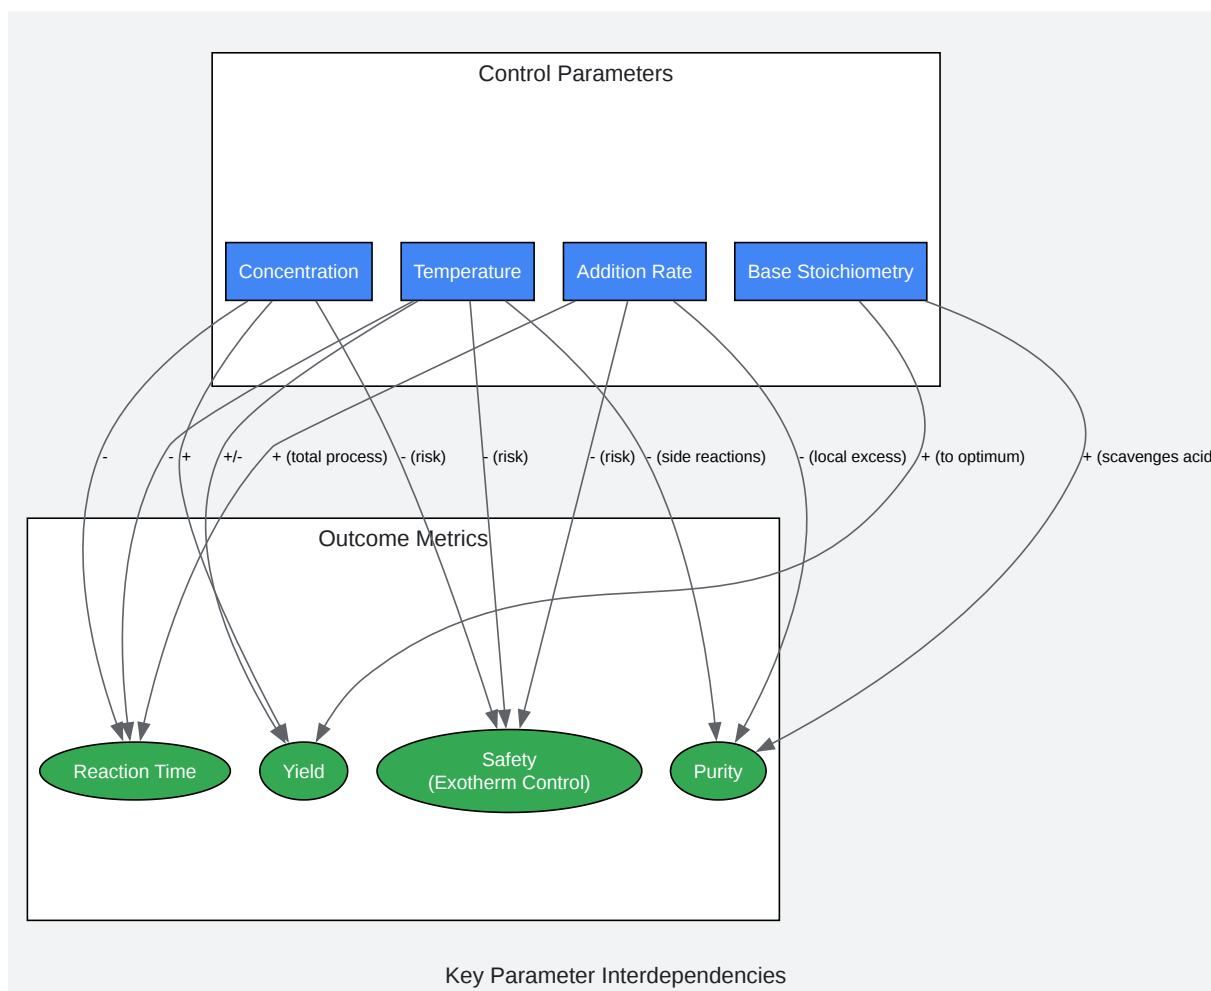 Control Parameters
Concentration
Temperature
Addition Rate
Base Stoichiometry
-
-
+
+/-
+ (total process)
- (risk)
- (risk)
- (risk)
- (side reactions)
- (local excess)
+ (to optimum)
+ (scavenges acid
Outcome Metrics
Reaction Time
Yield
Safety
(Exotherm Control)
Purity
Key Parameter Interdependencies